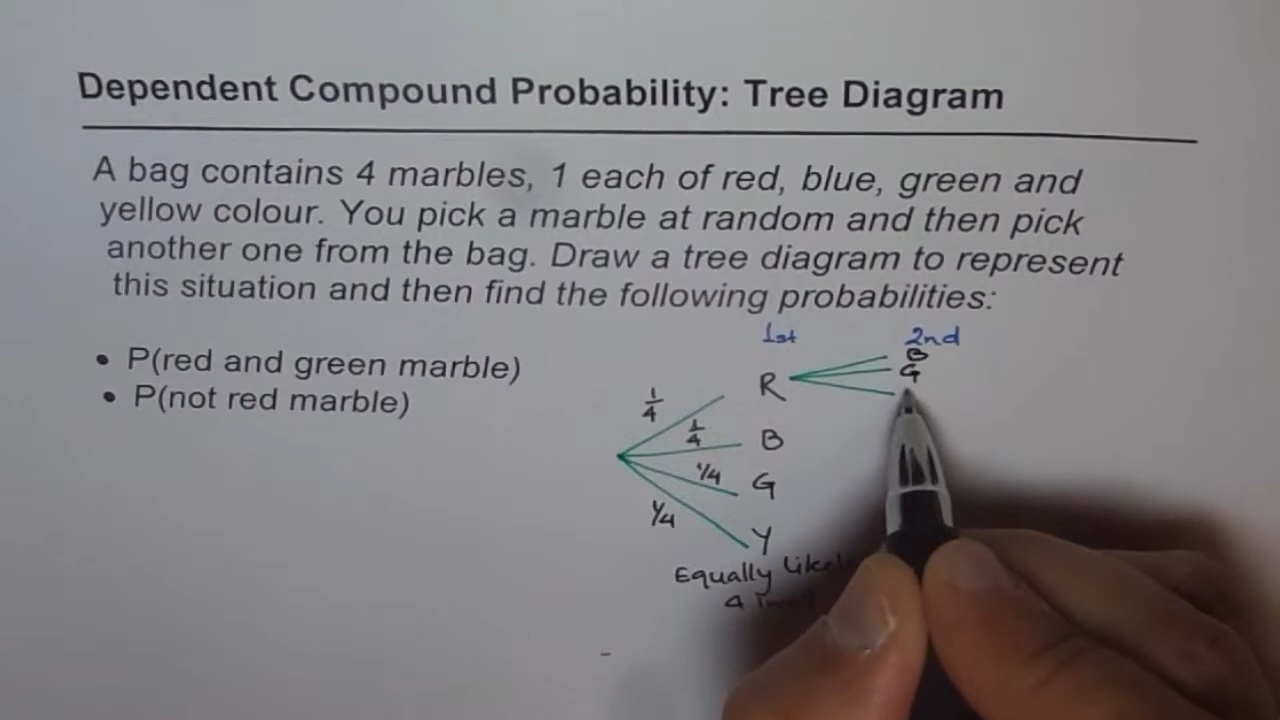 Dependent Compound Probability: Tree Diagram
A bag contains 4 marbles, 1 each of red, blue, green and
yellow colour. You pick a marble at random and then pick
another one from the bag. Draw a tree diagram to represent
this situation and then find the following probabilities:
• P(red and green marble)
• P(not red marble)
1st 2nd
B
G
R
1/4
1/4
B
1/4
G
1/4
Y
Equally
4